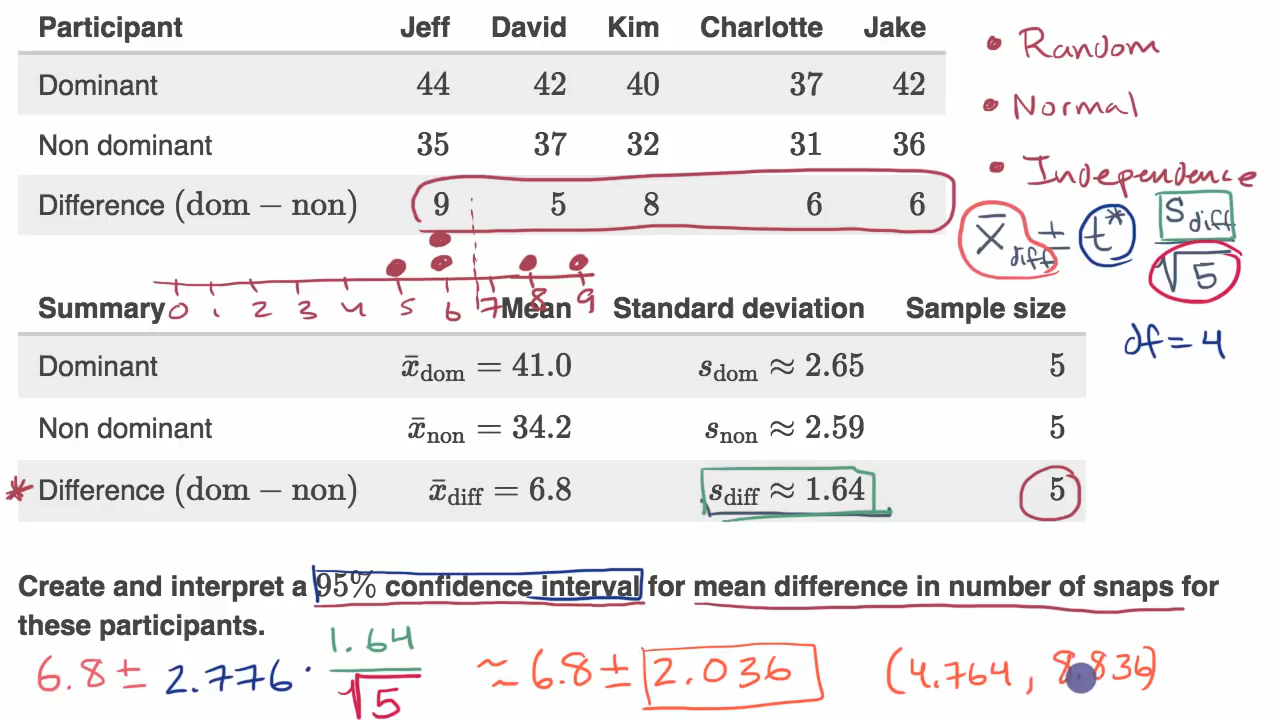 Participant Jeff David Kim Charlotte Jake
Dominant 44 42 40 37 42
Non dominant 35 37 32 31 36
Difference (dom − non) 9 5 8 6 6
• Random
• Normal
• Independence
x̄diff ± t* Sdiff / √5
df = 4
0 1 2 3 4 5 6 7 8 9
Summary Mean Standard deviation Sample size
Dominant x̄dom = 41.0 sdom ≈ 2.65 5
Non dominant x̄non = 34.2 snon ≈ 2.59 5
* Difference (dom − non) x̄diff = 6.8 sdiff ≈ 1.64 5
Create and interpret a 95% confidence interval for mean difference in number of snaps for
these participants.
6.8 ± 2.776 · 1.64 / √5 ≈ 6.8 ± 2.036 (4.764, 8.836)